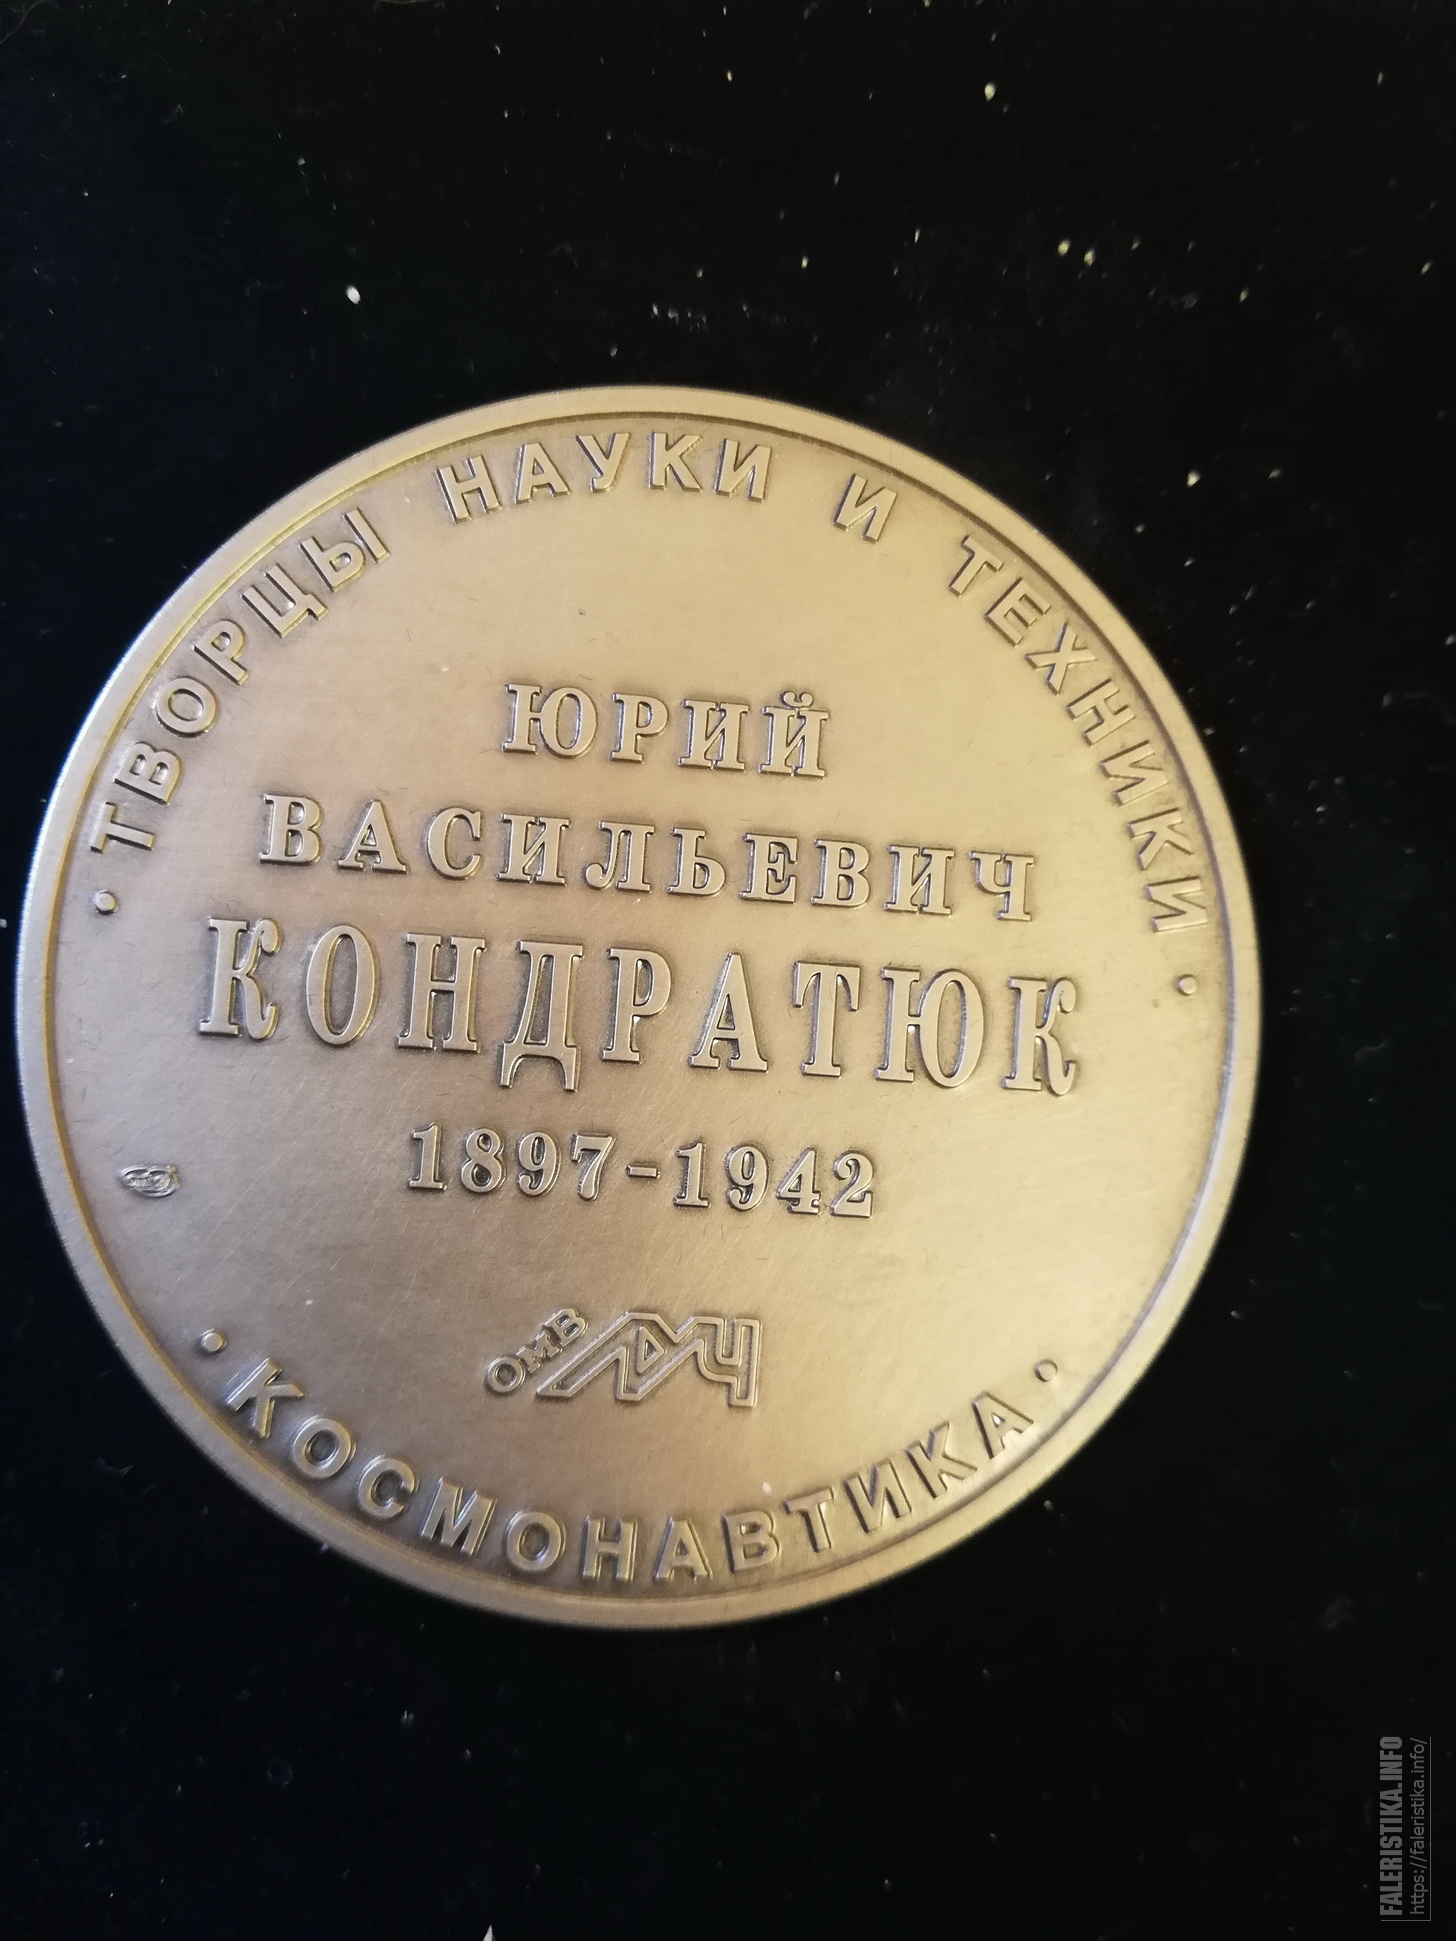 • ТВОРЦЫ НАУКИ И ТЕХНИКИ •
ЮРИЙ
ВАСИЛЬЕВИЧ
КОНДРАТЮК
1897-1942
ОМВ
• КОСМОНАВТИКА •
FALERISTIKA.INFO
https://faleristika.info/